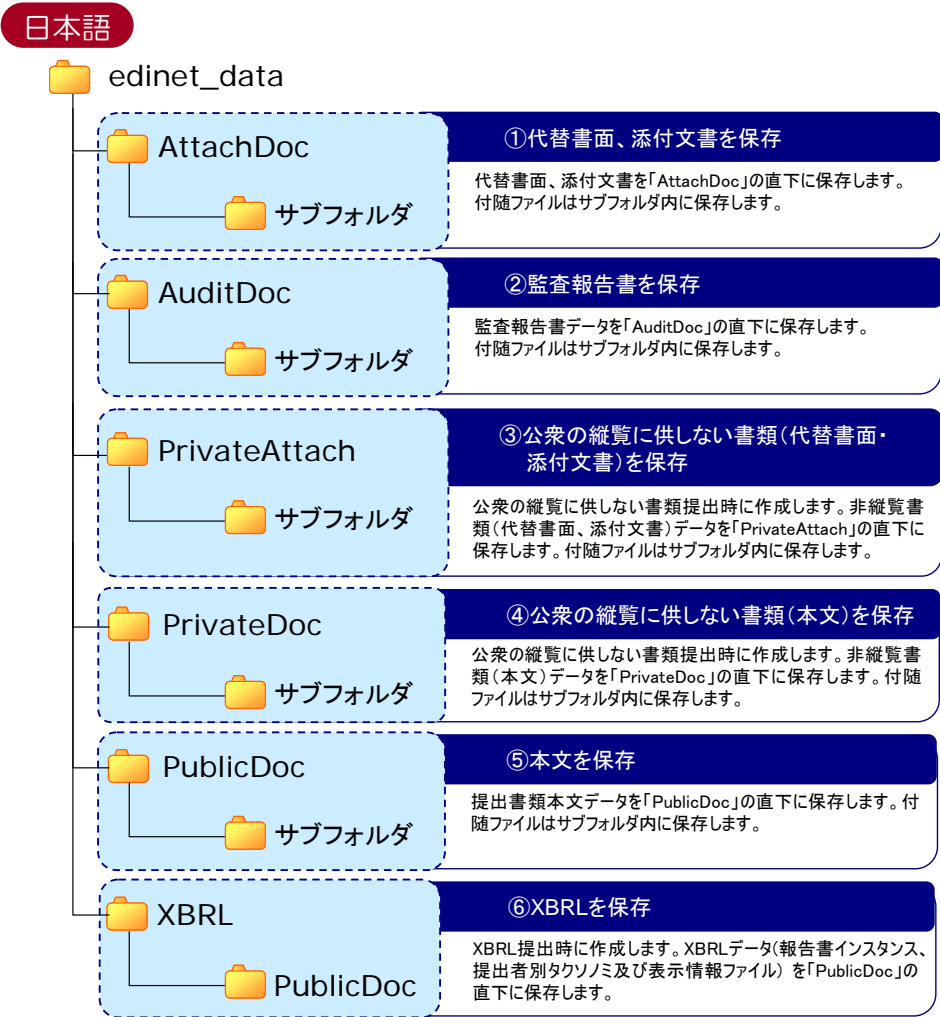 日本語
edinet_data
AttachDoc
サブフォルダ
①代替書面、添付文書を保存
代替書面、添付文書を「AttachDoc」の直下に保存します。
付随ファイルはサブフォルダ内に保存します。
AuditDoc
サブフォルダ
②監査報告書を保存
監査報告書データを「AuditDoc」の直下に保存します。
付随ファイルはサブフォルダ内に保存します。
PrivateAttach
サブフォルダ
③公衆の縦覧に供しない書類（代替書面・
添付文書）を保存
公衆の縦覧に供しない書類提出時に作成します。非縦覧書
類（代替書面、添付文書）データを「PrivateAttach」の直下に
保存します。付随ファイルはサブフォルダ内に保存します。
PrivateDoc
サブフォルダ
④公衆の縦覧に供しない書類（本文）を保存
公衆の縦覧に供しない書類提出時に作成します。非縦覧書
類（本文）データを「PrivateDoc」の直下に保存します。付随
ファイルはサブフォルダ内に保存します。
PublicDoc
サブフォルダ
⑤本文を保存
提出書類本文データを「PublicDoc」の直下に保存します。付
随ファイルはサブフォルダ内に保存します。
XBRL
PublicDoc
⑥XBRLを保存
XBRL提出時に作成します。XBRLデータ（報告書インスタンス、
提出者別タクソノミ及び表示情報ファイル） を「PublicDoc」の
直下に保存します。